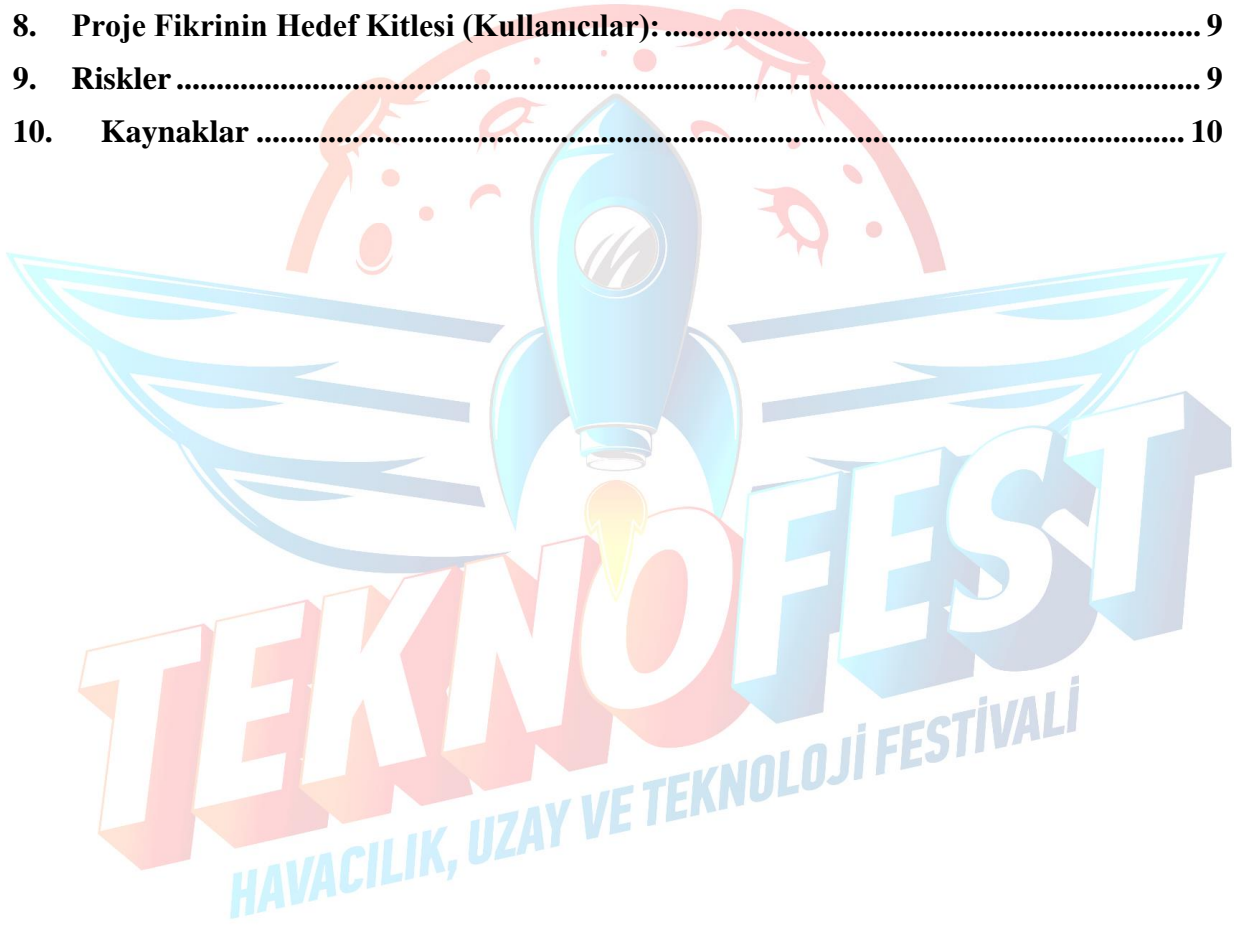 8. Proje Fikrinin Hedef Kitlesi (Kullanıcılar): ........................................................................ 9
9. Riskler ........................................................................................................................ 9
10. Kaynaklar .................................................................................................................. 10
TEKNOFEST
HAVACILIK, UZAY VE TEKNOLOJİ FESTİVALİ